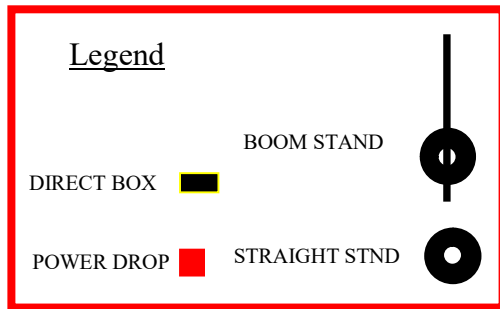 Legend
BOOM STAND
DIRECT BOX
POWER DROP
STRAIGHT STND